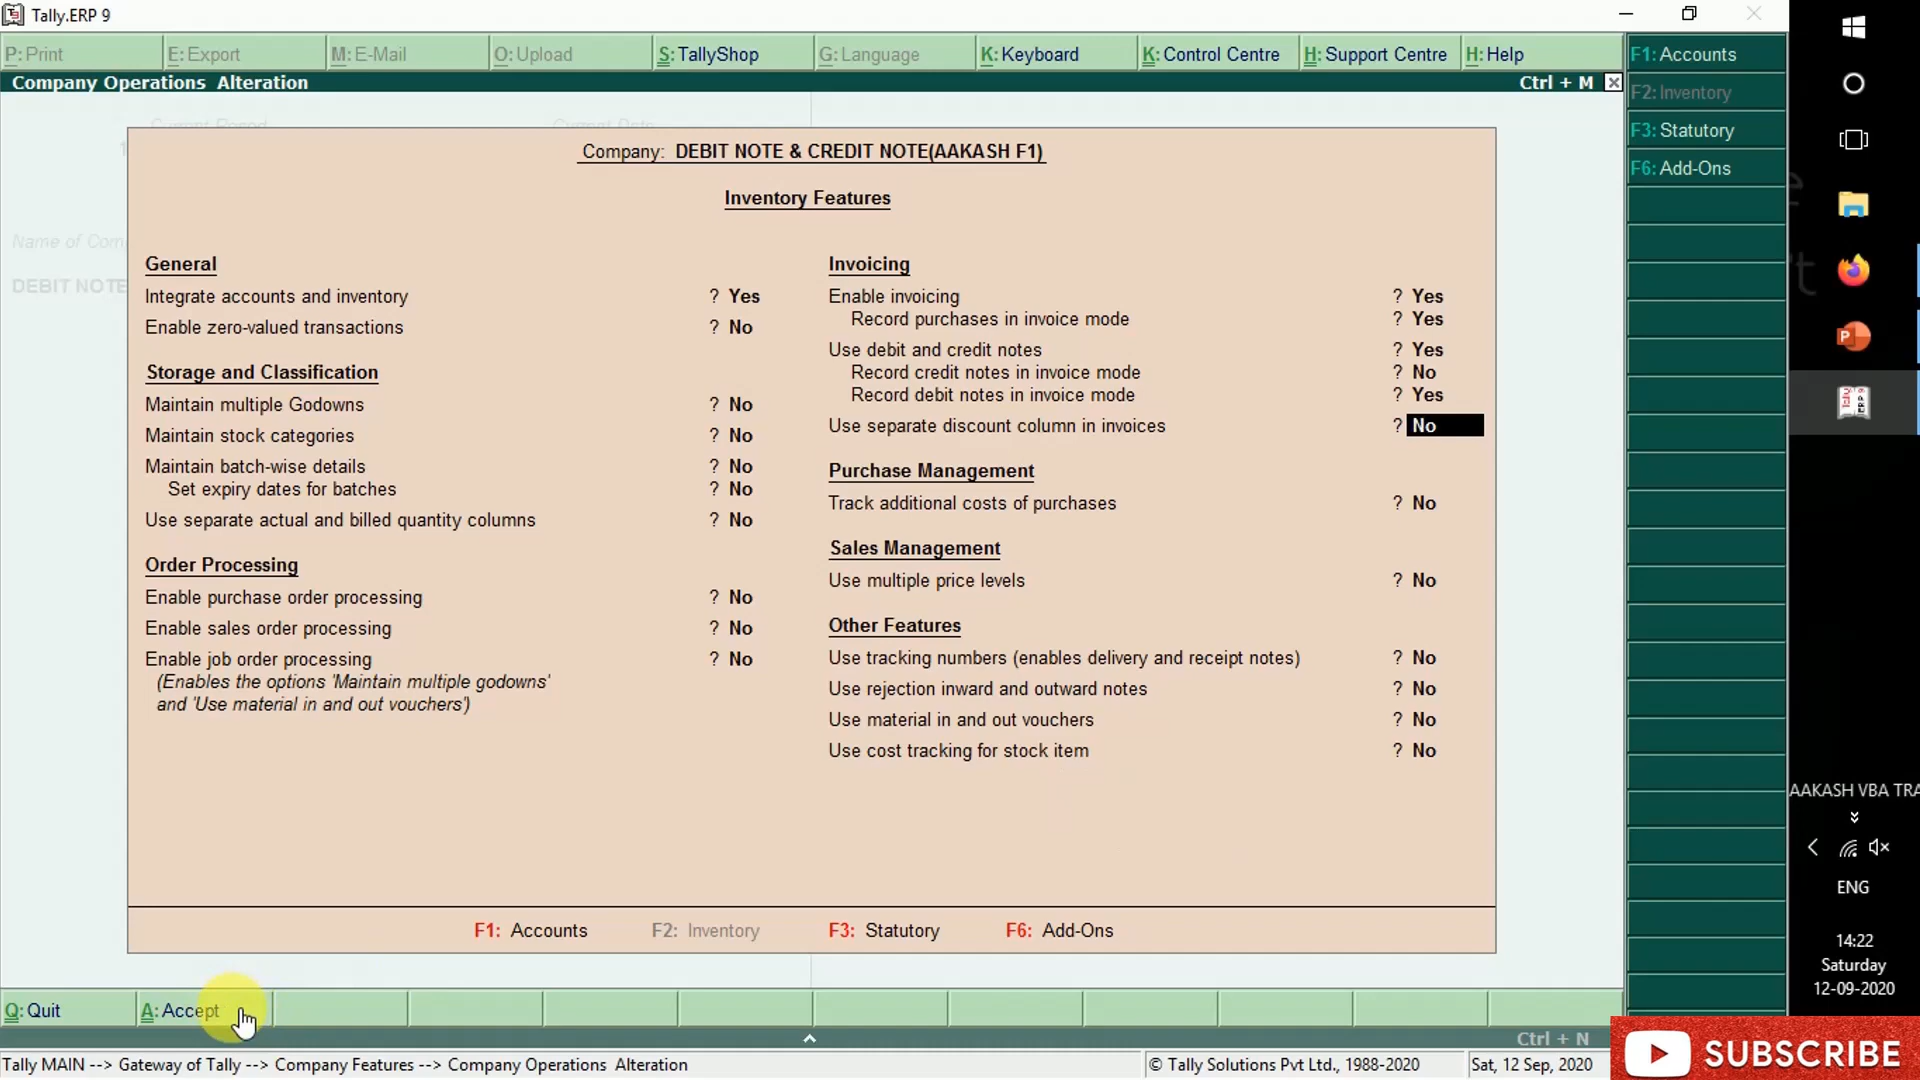 Tally.ERP 9
P: Print
E: Export
M: E-Mail
O: Upload
S: TallyShop
G: Language
K: Keyboard
K: Control Centre
H: Support Centre
H: Help
Company Operations Alteration
Ctrl + M
Current Period
Current Date
Company: DEBIT NOTE & CREDIT NOTE(AAKASH F1)
Inventory Features
Name of Com
DEBIT NOTE
General
Integrate accounts and inventory ? Yes
Enable zero-valued transactions ? No
Storage and Classification
Maintain multiple Godowns ? No
Maintain stock categories ? No
Maintain batch-wise details ? No
Set expiry dates for batches ? No
Use separate actual and billed quantity columns ? No
Order Processing
Enable purchase order processing ? No
Enable sales order processing ? No
Enable job order processing ? No
(Enables the options 'Maintain multiple godowns'
and 'Use material in and out vouchers')
Invoicing
Enable invoicing ? Yes
Record purchases in invoice mode ? Yes
Use debit and credit notes ? Yes
Record credit notes in invoice mode ? No
Record debit notes in invoice mode ? Yes
Use separate discount column in invoices ? No
Purchase Management
Track additional costs of purchases ? No
Sales Management
Use multiple price levels ? No
Other Features
Use tracking numbers (enables delivery and receipt notes) ? No
Use rejection inward and outward notes ? No
Use material in and out vouchers ? No
Use cost tracking for stock item ? No
F1: Accounts
F2: Inventory
F3: Statutory
F6: Add-Ons
Q: Quit
A: Accept
Ctrl + N
Tally MAIN --> Gateway of Tally --> Company Features --> Company Operations Alteration
© Tally Solutions Pvt Ltd., 1988-2020
Sat, 12 Sep, 2020
F1: Accounts
F2: Inventory
F3: Statutory
F6: Add-Ons
AAKASH VBA TRA
ENG
14:22
Saturday
12-09-2020
SUBSCRIBE